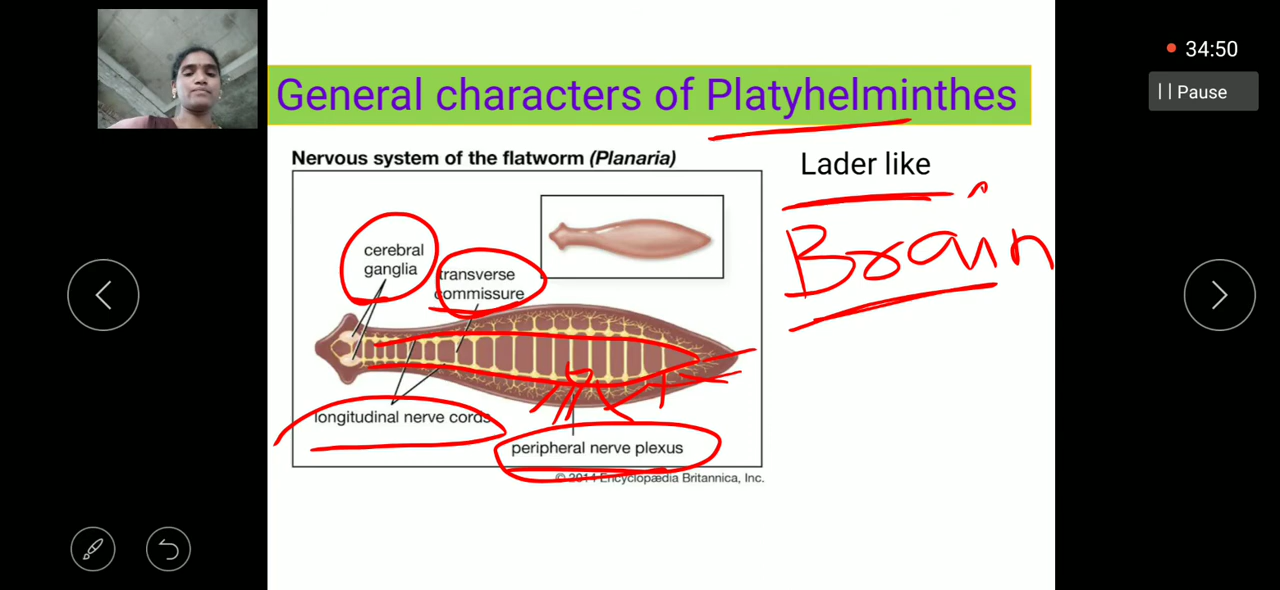 34:50
Pause
General characters of Platyhelminthes
Nervous system of the flatworm (Planaria)
Lader like
Brain
cerebral
ganglia
transverse
commissure
longitudinal nerve cords
peripheral nerve plexus
© 2014 Encyclopædia Britannica, Inc.